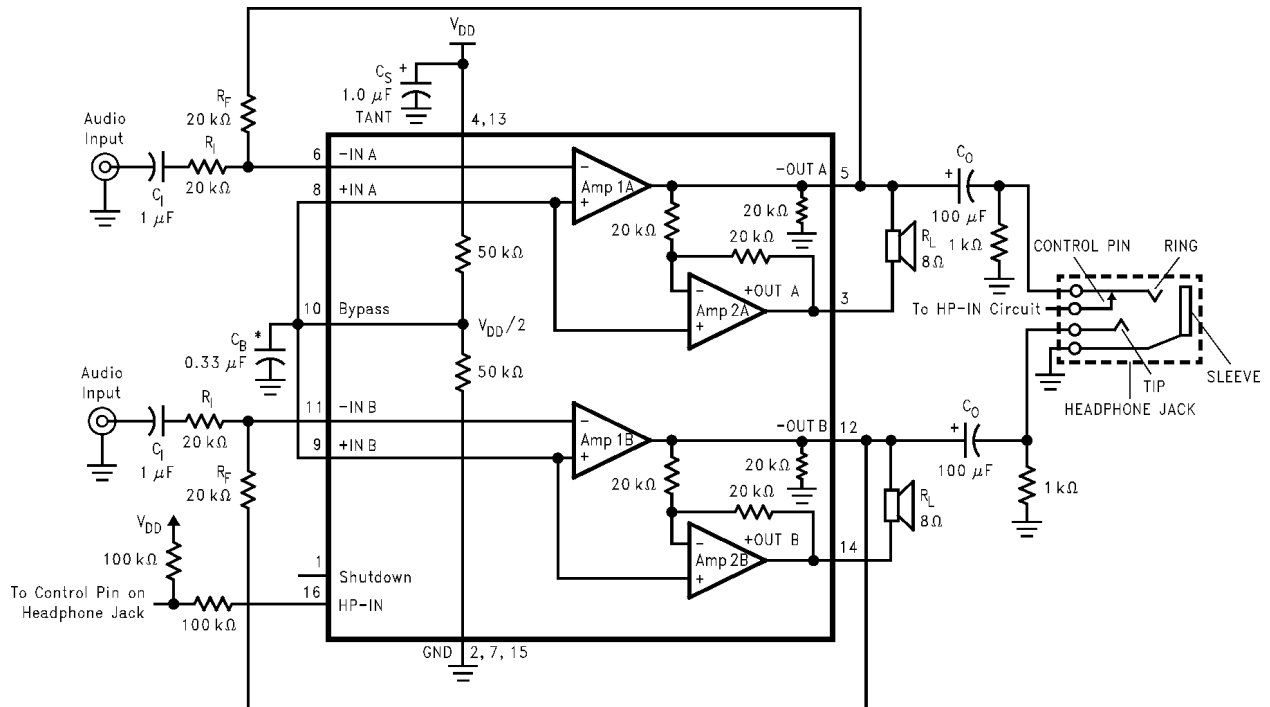 V_DD
C_S +
1.0 µF
TANT
4,13
R_F
20 kΩ
Audio
Input
R_I
20 kΩ
C_I
1 µF
6
-IN A
8
+IN A
-
Amp 1A
+
-OUT A
5
20 kΩ
20 kΩ
20 kΩ
-
Amp 2A
+
+OUT A
3
R_L
8Ω
+
C_O
100 µF
1 kΩ
CONTROL PIN
RING
To HP-IN Circuit
TIP
SLEEVE
HEADPHONE JACK
50 kΩ
10
Bypass
V_DD/2
C_B *
0.33 µF
50 kΩ
Audio
Input
R_I
20 kΩ
C_I
1 µF
R_F
20 kΩ
11
-IN B
9
+IN B
-
Amp 1B
+
-OUT B
12
20 kΩ
20 kΩ
20 kΩ
-
Amp 2B
+
+OUT B
14
R_L
8Ω
+
C_O
100 µF
1 kΩ
V_DD
100 kΩ
To Control Pin on
Headphone Jack
100 kΩ
1
Shutdown
16
HP-IN
GND
2, 7, 15